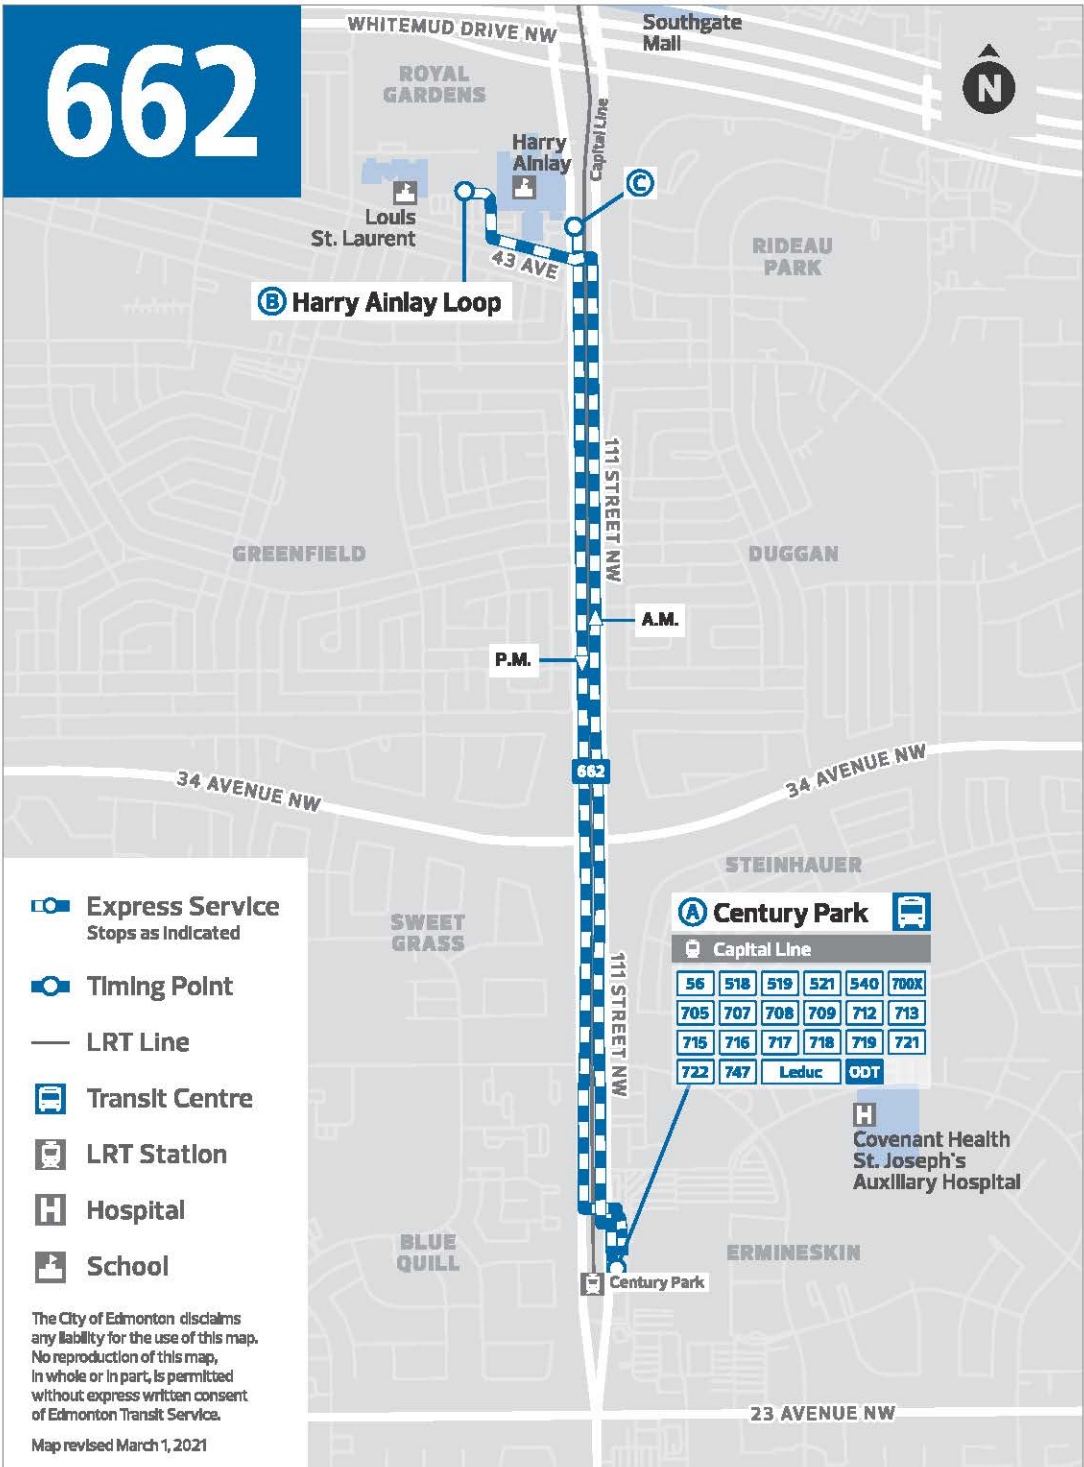 662
WHITEMUD DRIVE NW
Southgate
Mall
N
ROYAL
GARDENS
Harry
Ainlay
Capital Line
C
Louis
St. Laurent
43 AVE
RIDEAU
PARK
B Harry Ainlay Loop
111 STREET NW
GREENFIELD
DUGGAN
A.M.
P.M.
662
34 AVENUE NW
34 AVENUE NW
STEINHAUER
SWEET
GRASS
A Century Park
Capital Line
56 518 519 521 540 700X
705 707 708 709 712 713
715 716 717 718 719 721
722 747 Leduc ODT
111 STREET NW
H
Covenant Health
St. Joseph's
Auxiliary Hospital
BLUE
QUILL
ERMINESKIN
Century Park
23 AVENUE NW
Express Service
Stops as Indicated
Timing Point
LRT Line
Transit Centre
LRT Station
H Hospital
School
The City of Edmonton disclaims
any liability for the use of this map.
No reproduction of this map,
in whole or in part, is permitted
without express written consent
of Edmonton Transit Service.
Map revised March 1, 2021